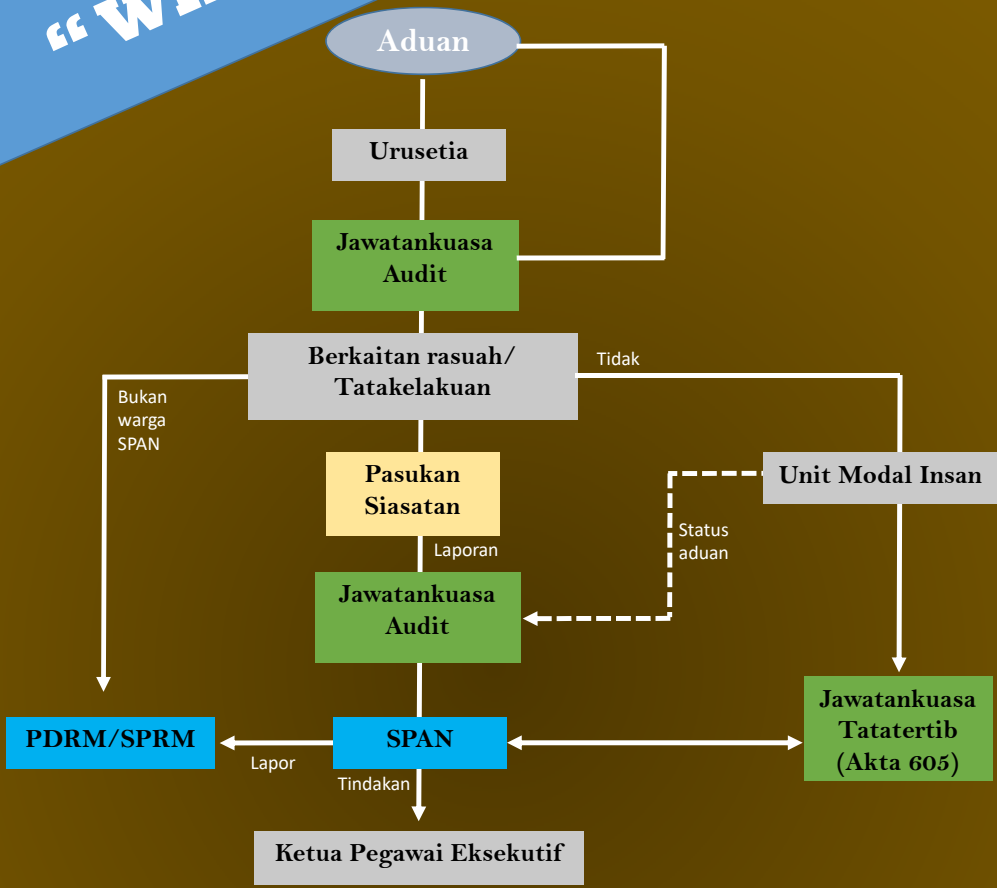 Aduan
Urusetia
Jawatankuasa
Audit
Berkaitan rasuah/
Tatakelakuan
Tidak
Bukan
warga
SPAN
Pasukan
Siasatan
Unit Modal Insan
Laporan
Status
aduan
Jawatankuasa
Audit
Jawatankuasa
Tatatertib
(Akta 605)
PDRM/SPRM
SPAN
Lapor
Tindakan
Ketua Pegawai Eksekutif